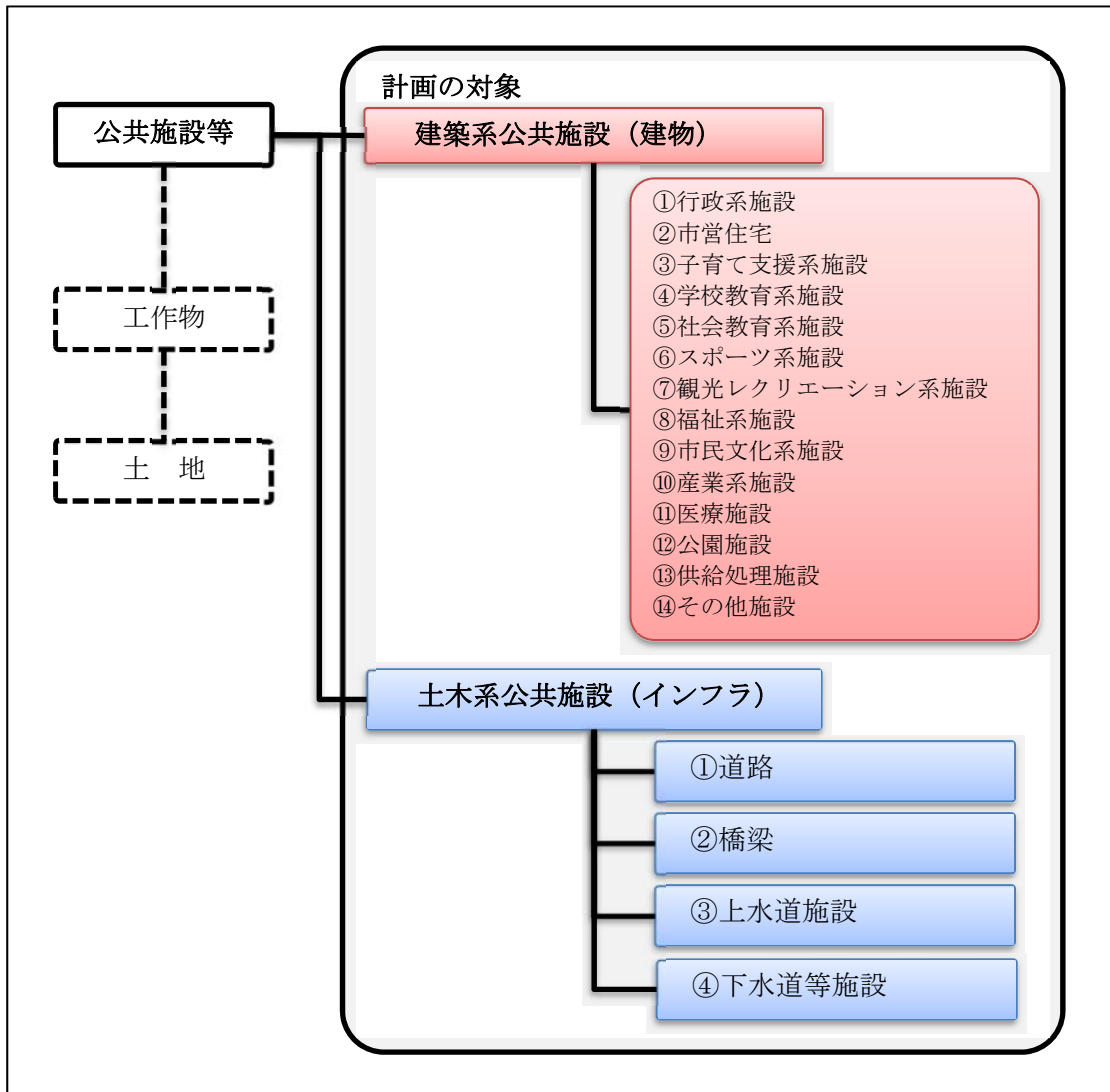 計画の対象
公共施設等
建築系公共施設（建物）
①行政系施設
②市営住宅
③子育て支援系施設
④学校教育系施設
⑤社会教育系施設
⑥スポーツ系施設
⑦観光レクリエーション系施設
⑧福祉系施設
⑨市民文化系施設
⑩産業系施設
⑪医療施設
⑫公園施設
⑬供給処理施設
⑭その他施設
工作物
土　地
土木系公共施設（インフラ）
①道路
②橋梁
③上水道施設
④下水道等施設